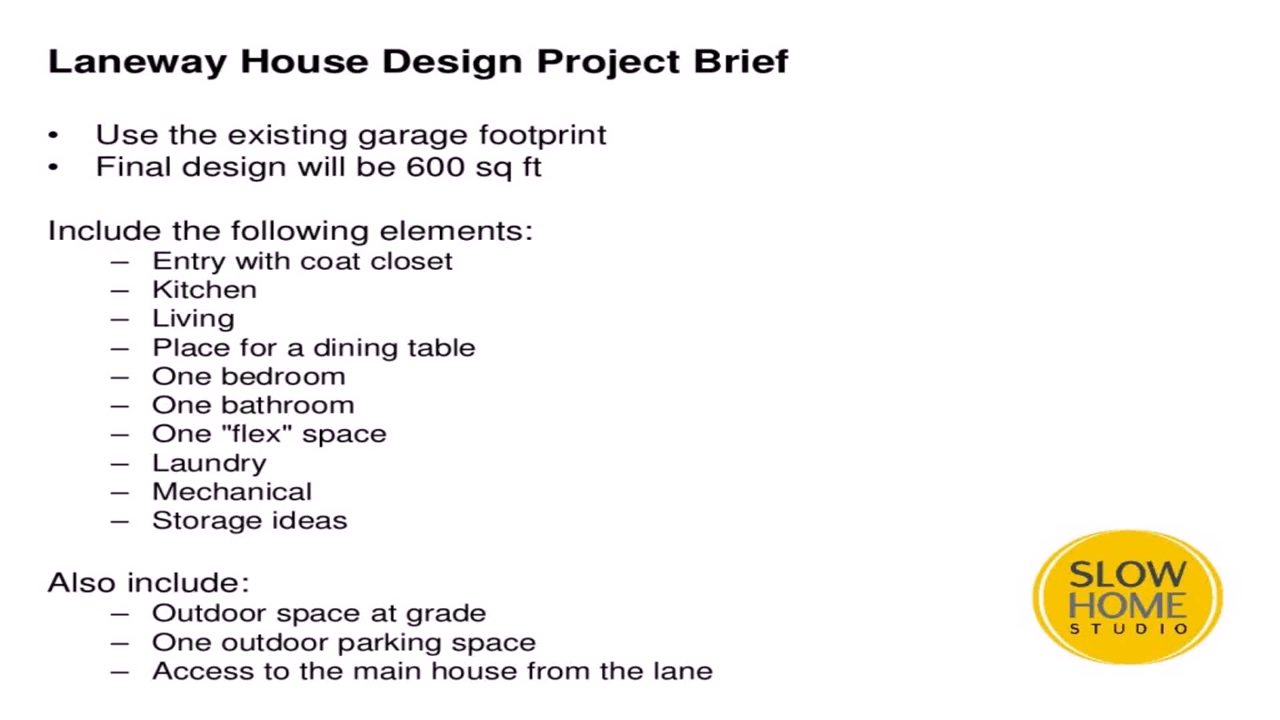 Laneway House Design Project Brief
• Use the existing garage footprint
• Final design will be 600 sq ft
Include the following elements:
– Entry with coat closet
– Kitchen
– Living
– Place for a dining table
– One bedroom
– One bathroom
– One "flex" space
– Laundry
– Mechanical
– Storage ideas
Also include:
– Outdoor space at grade
– One outdoor parking space
– Access to the main house from the lane
SLOW
HOME
STUDIO